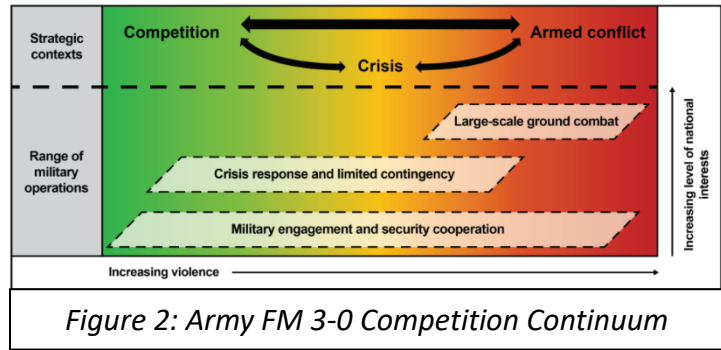 Strategic
contexts
Competition
Armed conflict
Crisis
Range of
military
operations
Large-scale ground combat
Crisis response and limited contingency
Military engagement and security cooperation
Increasing level of national
interests
Increasing violence
Figure 2: Army FM 3-0 Competition Continuum